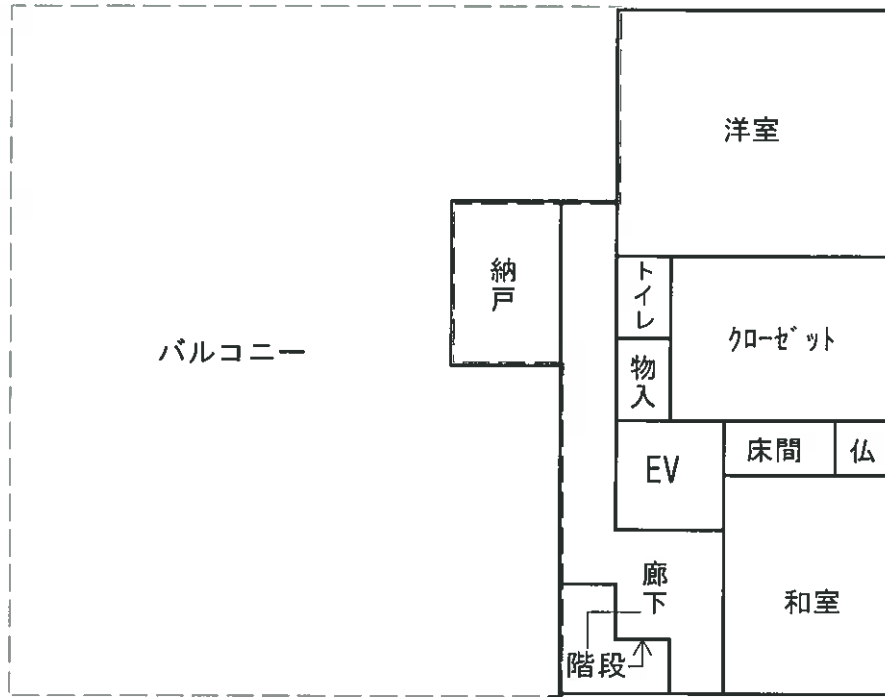 洋室
納戸
トイレ
クローゼット
バルコニー
物入
床間
仏
EV
廊下
和室
階段